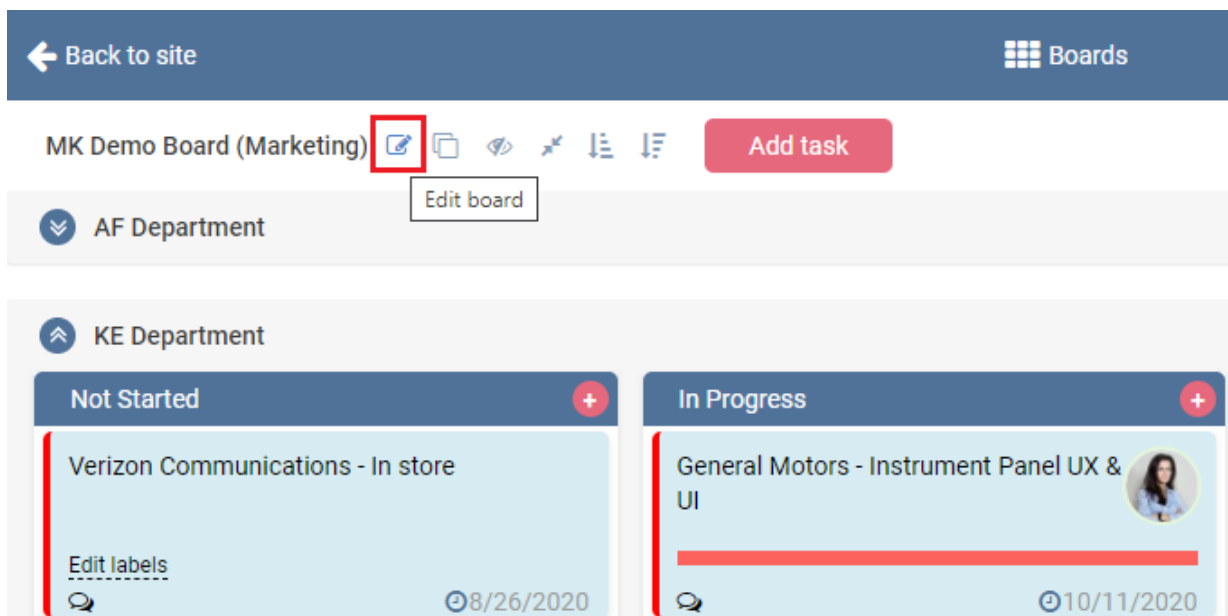 Back to site
Boards
MK Demo Board (Marketing)
Add task
Edit board
AF Department
KE Department
Not Started
In Progress
Verizon Communications - In store
General Motors - Instrument Panel UX &
UI
Edit labels
8/26/2020
10/11/2020